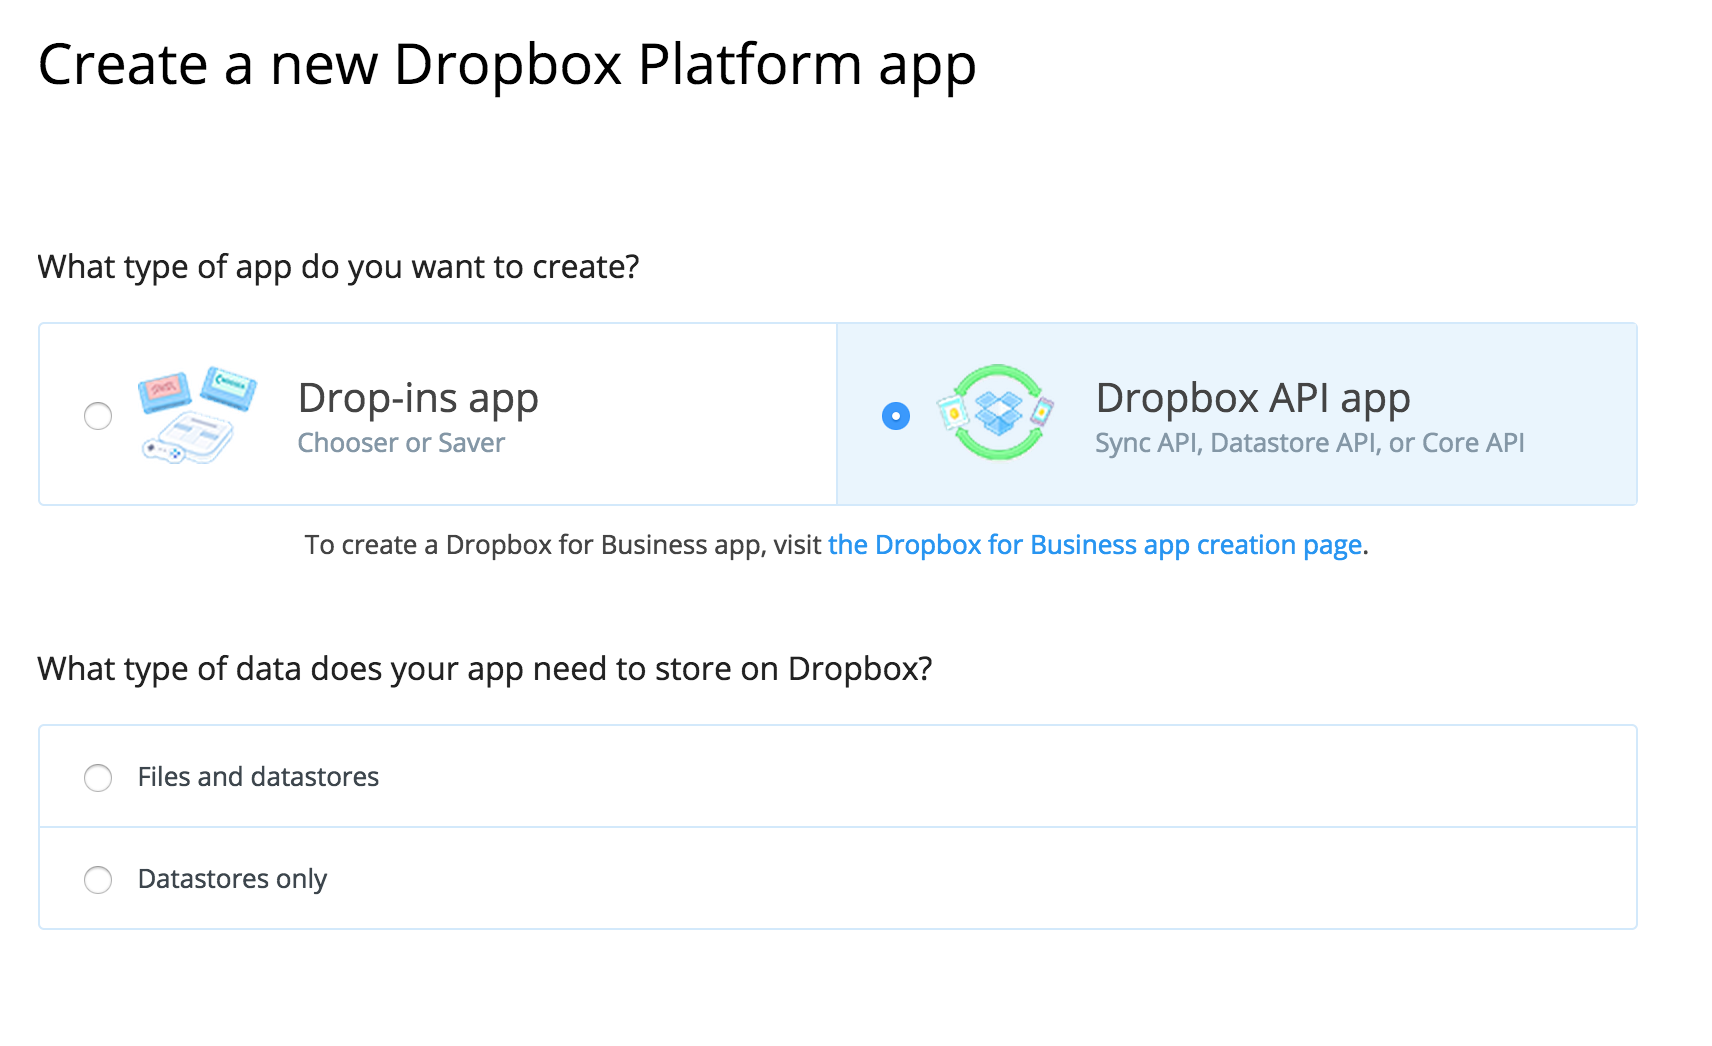 Create a new Dropbox Platform app
What type of app do you want to create?
Drop-ins app
Chooser or Saver
Dropbox API app
Sync API, Datastore API, or Core API
To create a Dropbox for Business app, visit the Dropbox for Business app creation page.
What type of data does your app need to store on Dropbox?
Files and datastores
Datastores only